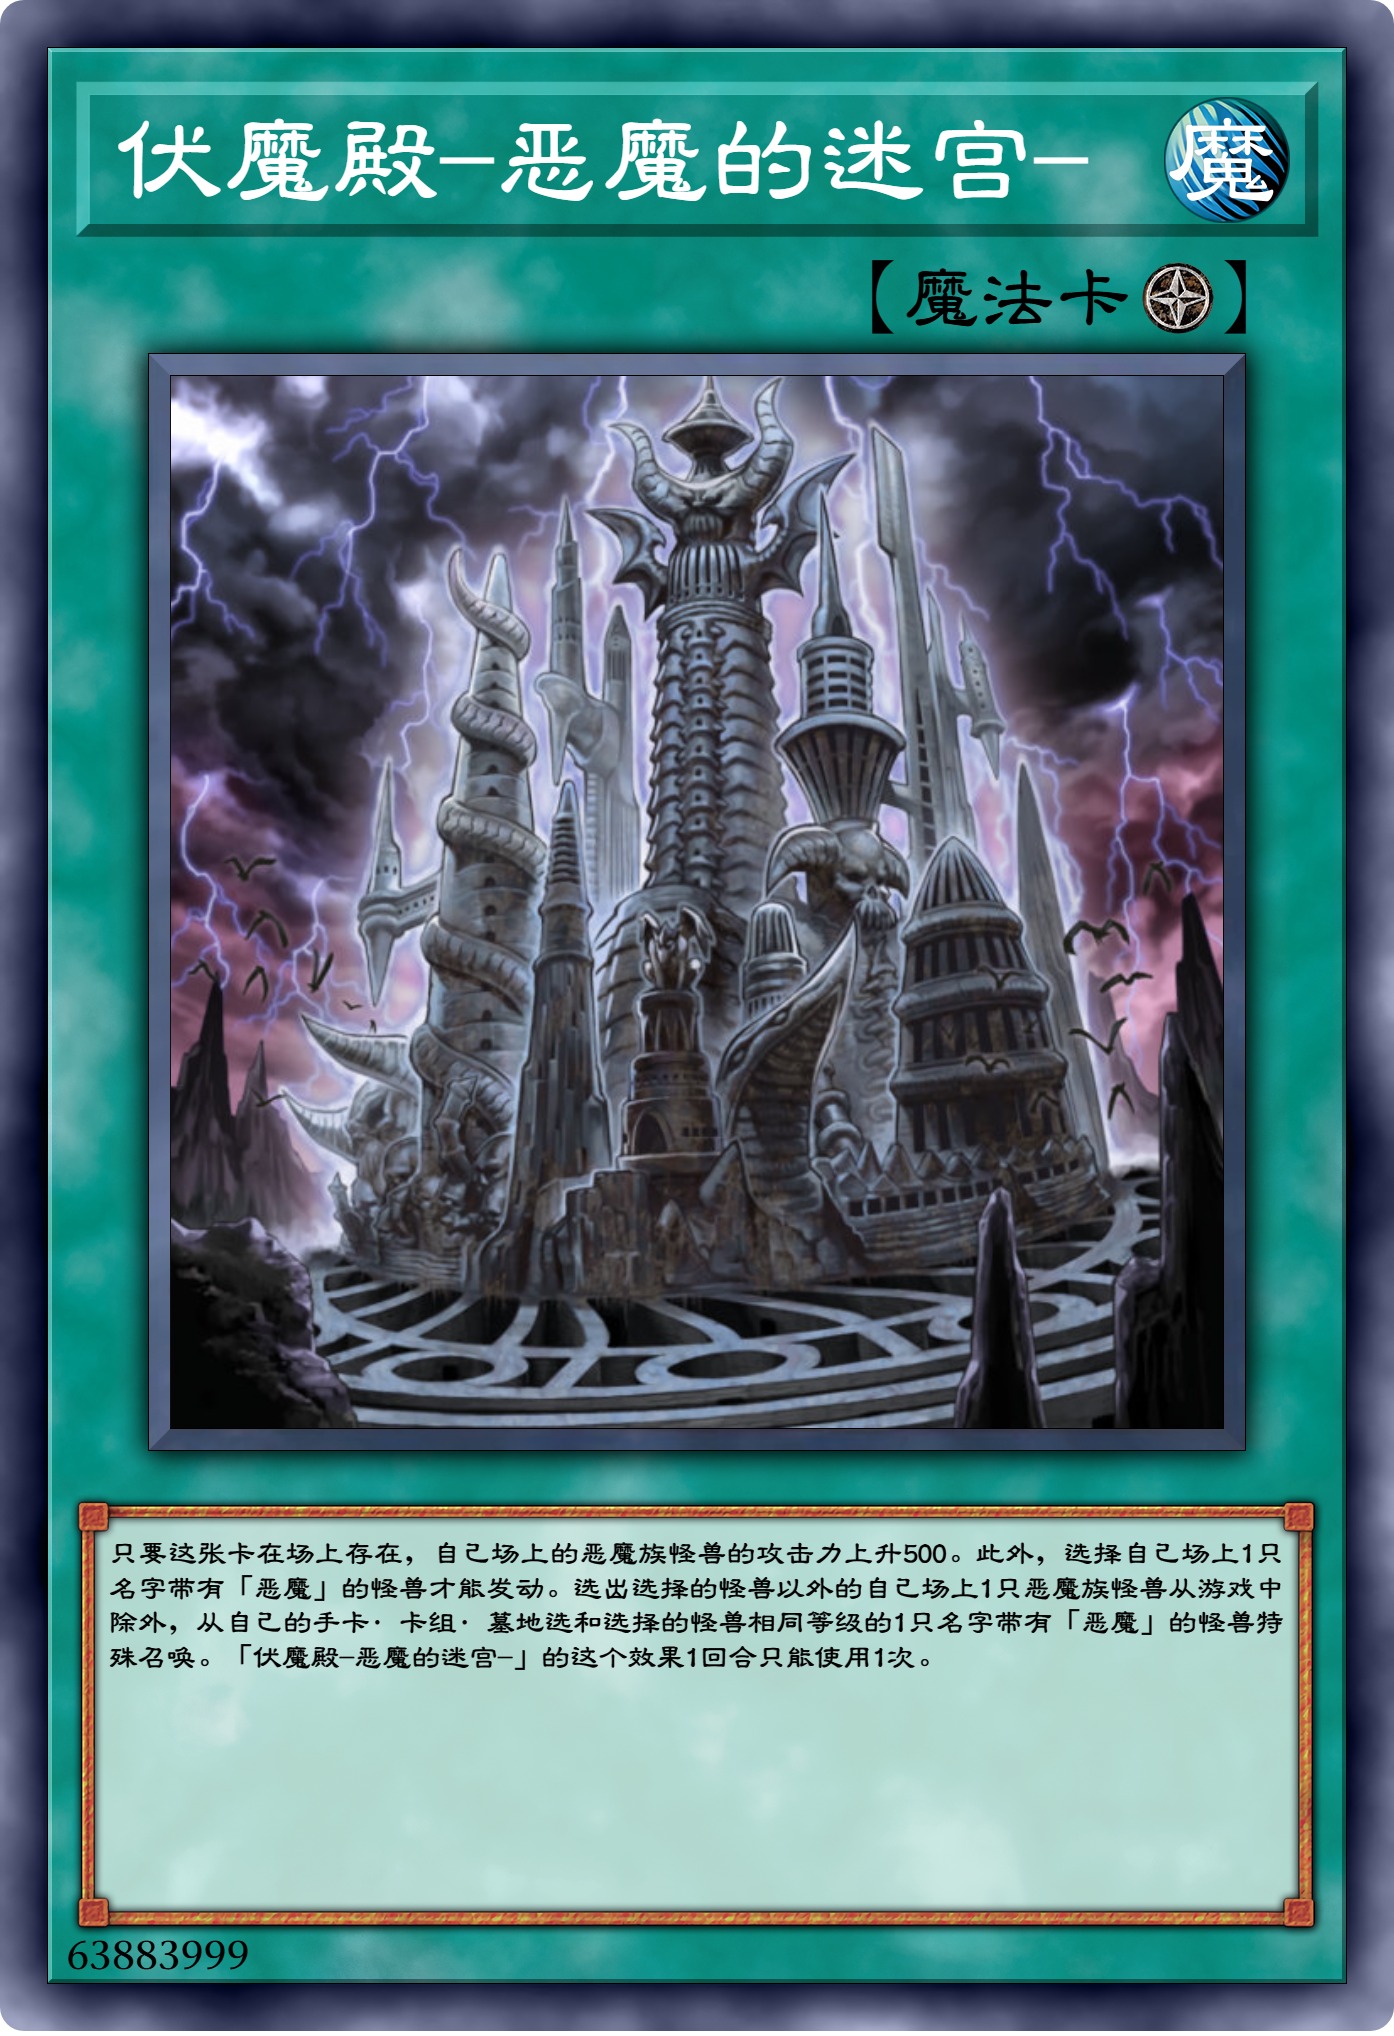 伏魔殿-恶魔的迷宫-
魔
【魔法卡】
只要这张卡在场上存在，自己场上的恶魔族怪兽的攻击力上升500。此外，选择自己场上1只
名字带有「恶魔」的怪兽才能发动。选出选择的怪兽以外的自己场上1只恶魔族怪兽从游戏中
除外，从自己的手卡·卡组·墓地选和选择的怪兽相同等级的1只名字带有「恶魔」的怪兽特
殊召唤。「伏魔殿-恶魔的迷宫-」的这个效果1回合只能使用1次。
63883999